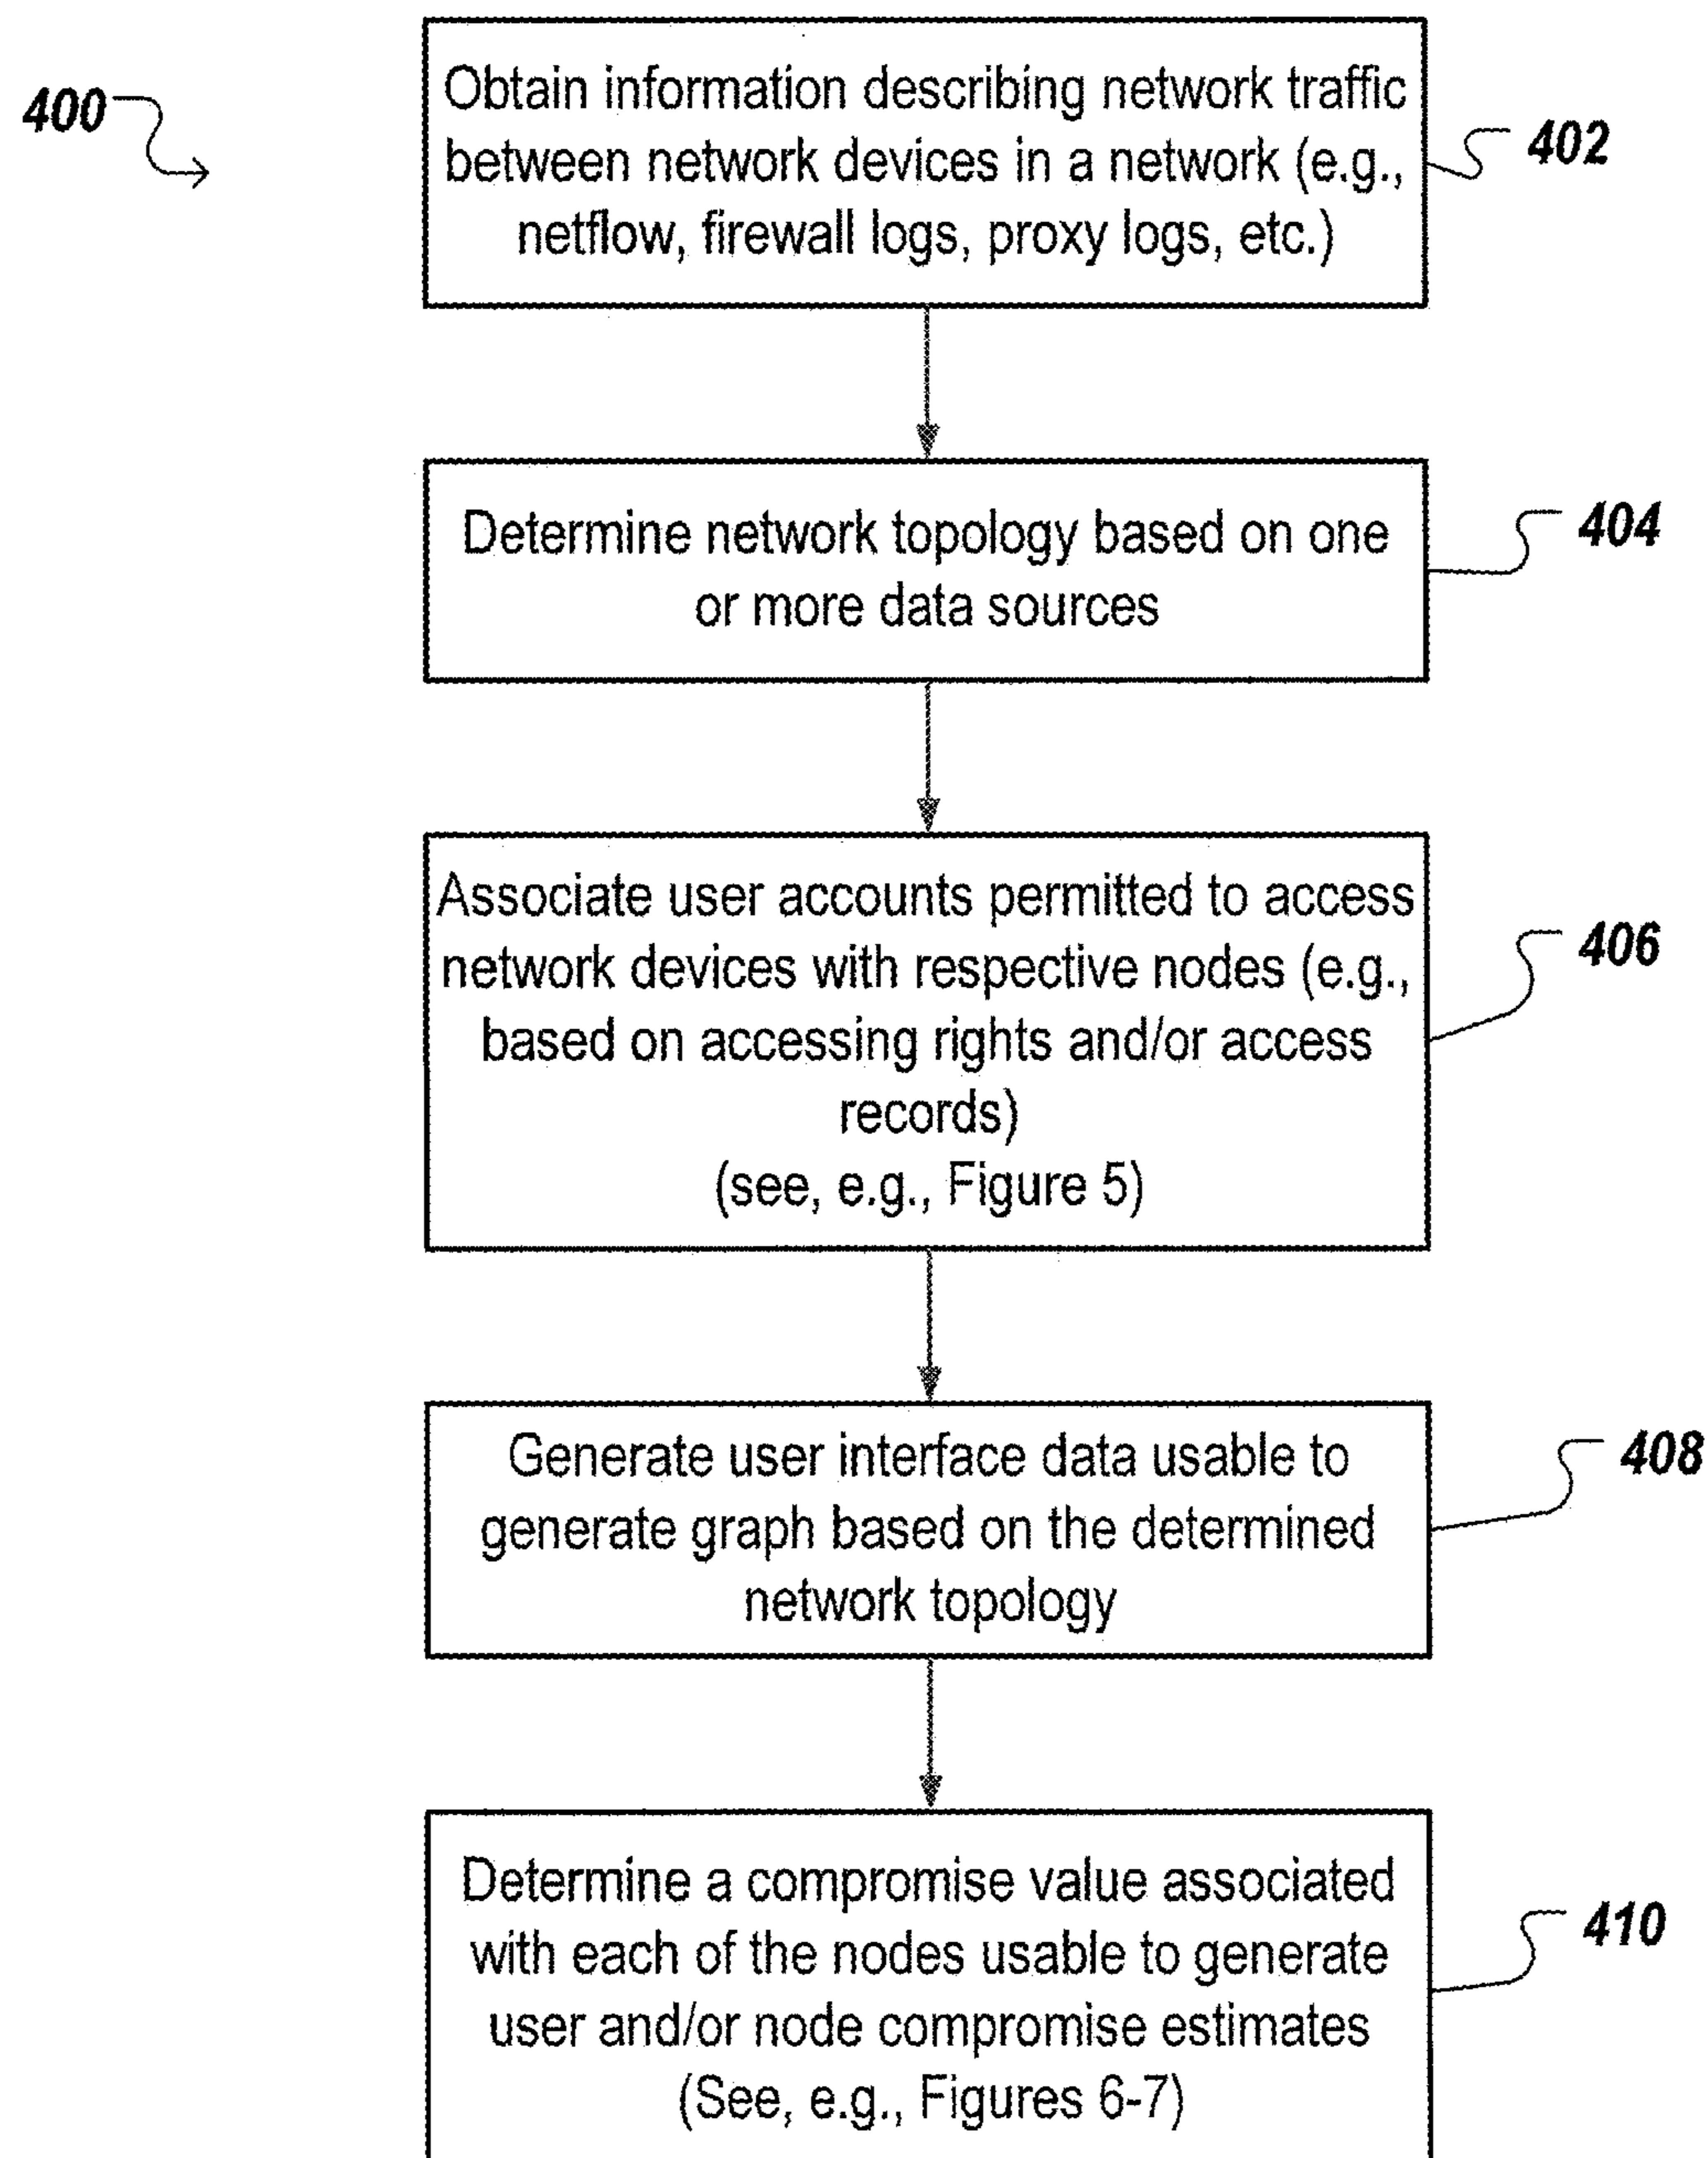 400
Obtain information describing network traffic
between network devices in a network (e.g.,
netflow, firewall logs, proxy logs, etc.)
402
Determine network topology based on one
or more data sources
404
Associate user accounts permitted to access
network devices with respective nodes (e.g.,
based on accessing rights and/or access
records)
(see, e.g., Figure 5)
406
Generate user interface data usable to
generate graph based on the determined
network topology
408
Determine a compromise value associated
with each of the nodes usable to generate
user and/or node compromise estimates
(See, e.g., Figures 6-7)
410